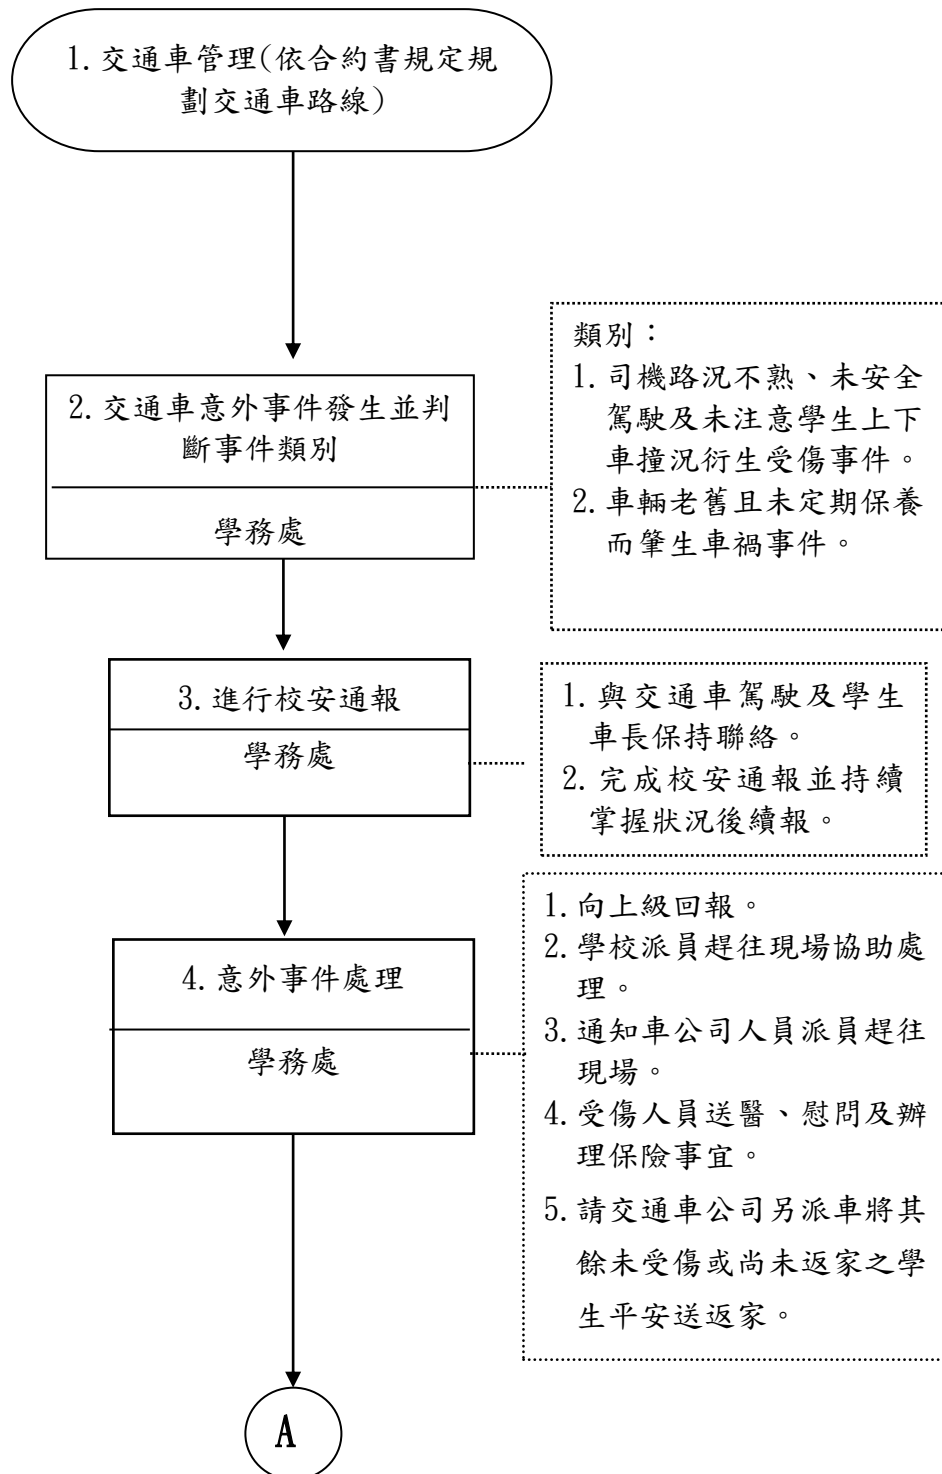 1. 交通車管理(依合約書規定規
劃交通車路線)
類別：
1. 司機路況不熟、未安全
駕駛及未注意學生上下
車撞況衍生受傷事件。
2. 車輛老舊且未定期保養
而肇生車禍事件。
2. 交通車意外事件發生並判
斷事件類別
學務處
3. 進行校安通報
學務處
1. 與交通車駕駛及學生
車長保持聯絡。
2. 完成校安通報並持續
掌握狀況後續報。
4. 意外事件處理
學務處
1. 向上級回報。
2. 學校派員趕往現場協助處
理。
3. 通知車公司人員派員趕往
現場。
4. 受傷人員送醫、慰問及辦
理保險事宜。
5. 請交通車公司另派車將其
餘未受傷或尚未返家之學
生平安送返家。
A